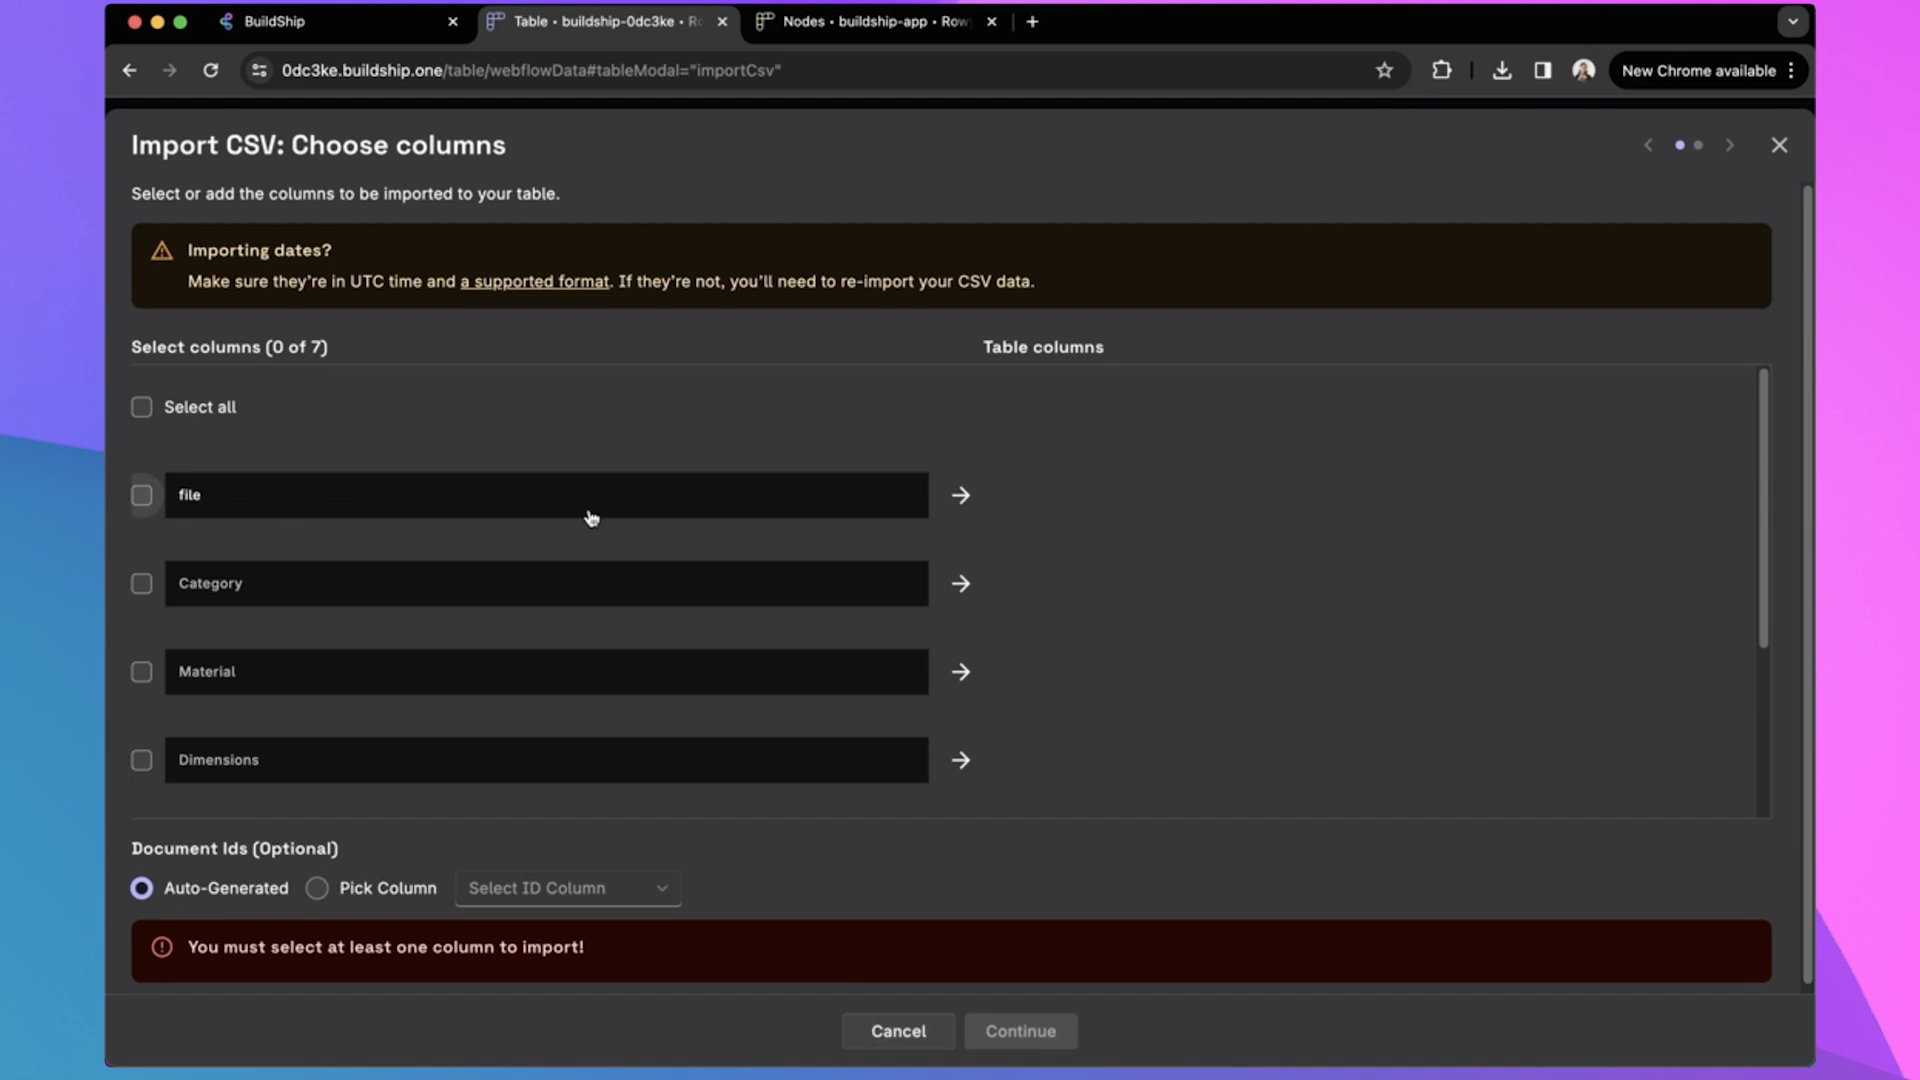 BuildShip
Table • buildship-0dc3ke • R
Nodes • buildship-app • Row
0dc3ke.buildship.one/table/webflowData#tableModal="importCsv"
New Chrome available
Import CSV: Choose columns
Select or add the columns to be imported to your table.
Importing dates?
Make sure they're in UTC time and a supported format. If they're not, you'll need to re-import your CSV data.
Select columns (0 of 7)
Table columns
Select all
file
Category
Material
Dimensions
Document Ids (Optional)
Auto-Generated
Pick Column
Select ID Column
You must select at least one column to import!
Cancel
Continue